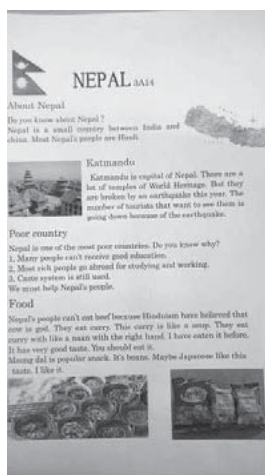 NEPAL 3A14
About Nepal
Do you know about Nepal ?
Nepal is a small country between India and
china. Most Nepal's people are Hindi.
Katmandu
Katmandu is capital of Nepal. There are a
lot of temples of World Heritage. But they
are broken by an earthquake this year. The
number of tourists that want to see them is
going down because of the earthquake.
Poor country
Nepal is one of the most poor countries. Do you know why?
1. Many people can't receive good education.
2. Most rich people go abroad for studying and working.
3. Caste system is still used.
We must help Nepal's people.
Food
Nepal's people can't eat beef because Hinduism have believed that
cow is god. They eat curry. This curry is like a soup. They eat
curry with like a naan with the right hand. I have eaten it before.
It has very good taste. You should eat it.
Moong dal is popular snack. It's beans. Maybe Japanese like this
taste. I like it.